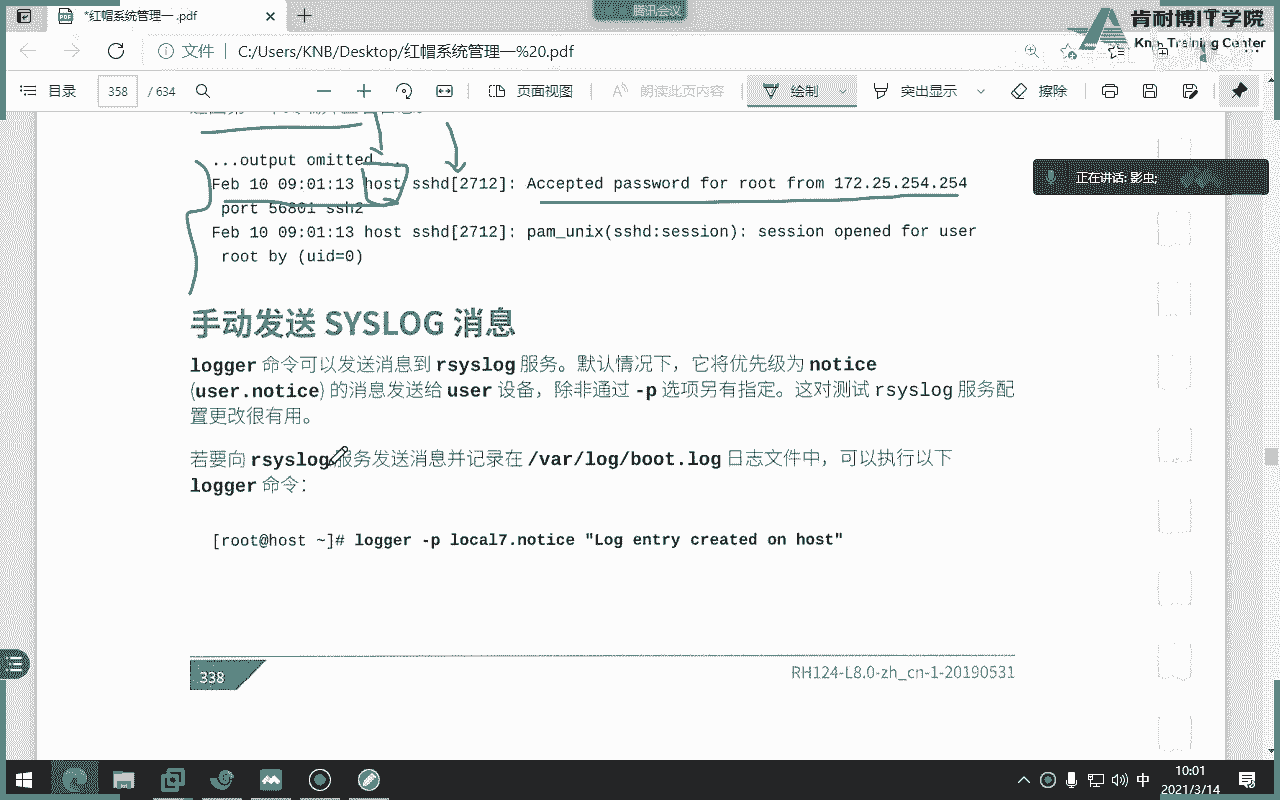 *红帽系统管理一 .pdf
腾讯会议
肯耐博IT学院
KnB Training Center
文件 C:/Users/KNB/Desktop/红帽系统管理一%20.pdf
目录 358 / 634 页面视图 朗读此页内容 绘制 突出显示 擦除
正在讲话: 影虫;
...output omitted...
Feb 10 09:01:13 host sshd[2712]: Accepted password for root from 172.25.254.254
port 56801 ssh2
Feb 10 09:01:13 host sshd[2712]: pam_unix(sshd:session): session opened for user
root by (uid=0)
手动发送 SYSLOG 消息
logger 命令可以发送消息到 rsyslog 服务。默认情况下，它将优先级为 notice
(user.notice) 的消息发送给 user 设备，除非通过 -p 选项另有指定。这对测试 rsyslog 服务配
置更改很有用。
若要向 rsyslog 服务发送消息并记录在 /var/log/boot.log 日志文件中，可以执行以下
logger 命令：
[root@host ~]# logger -p local7.notice "Log entry created on host"
338
RH124-L8.0-zh_cn-1-20190531
中
10:01
2021/3/14